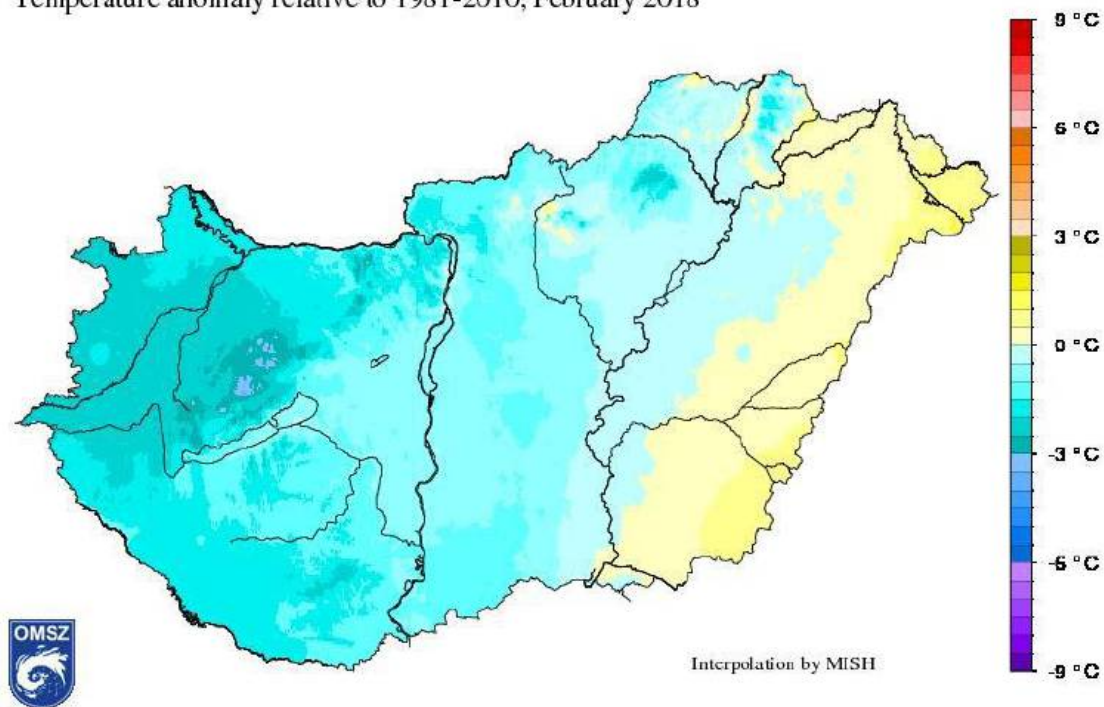 Temperature anomaly relative to 1981-2010, February 2018
9 °C
6 °C
3 °C
0 °C
-3 °C
-6 °C
-9 °C
OMSZ
Interpolation by MISH